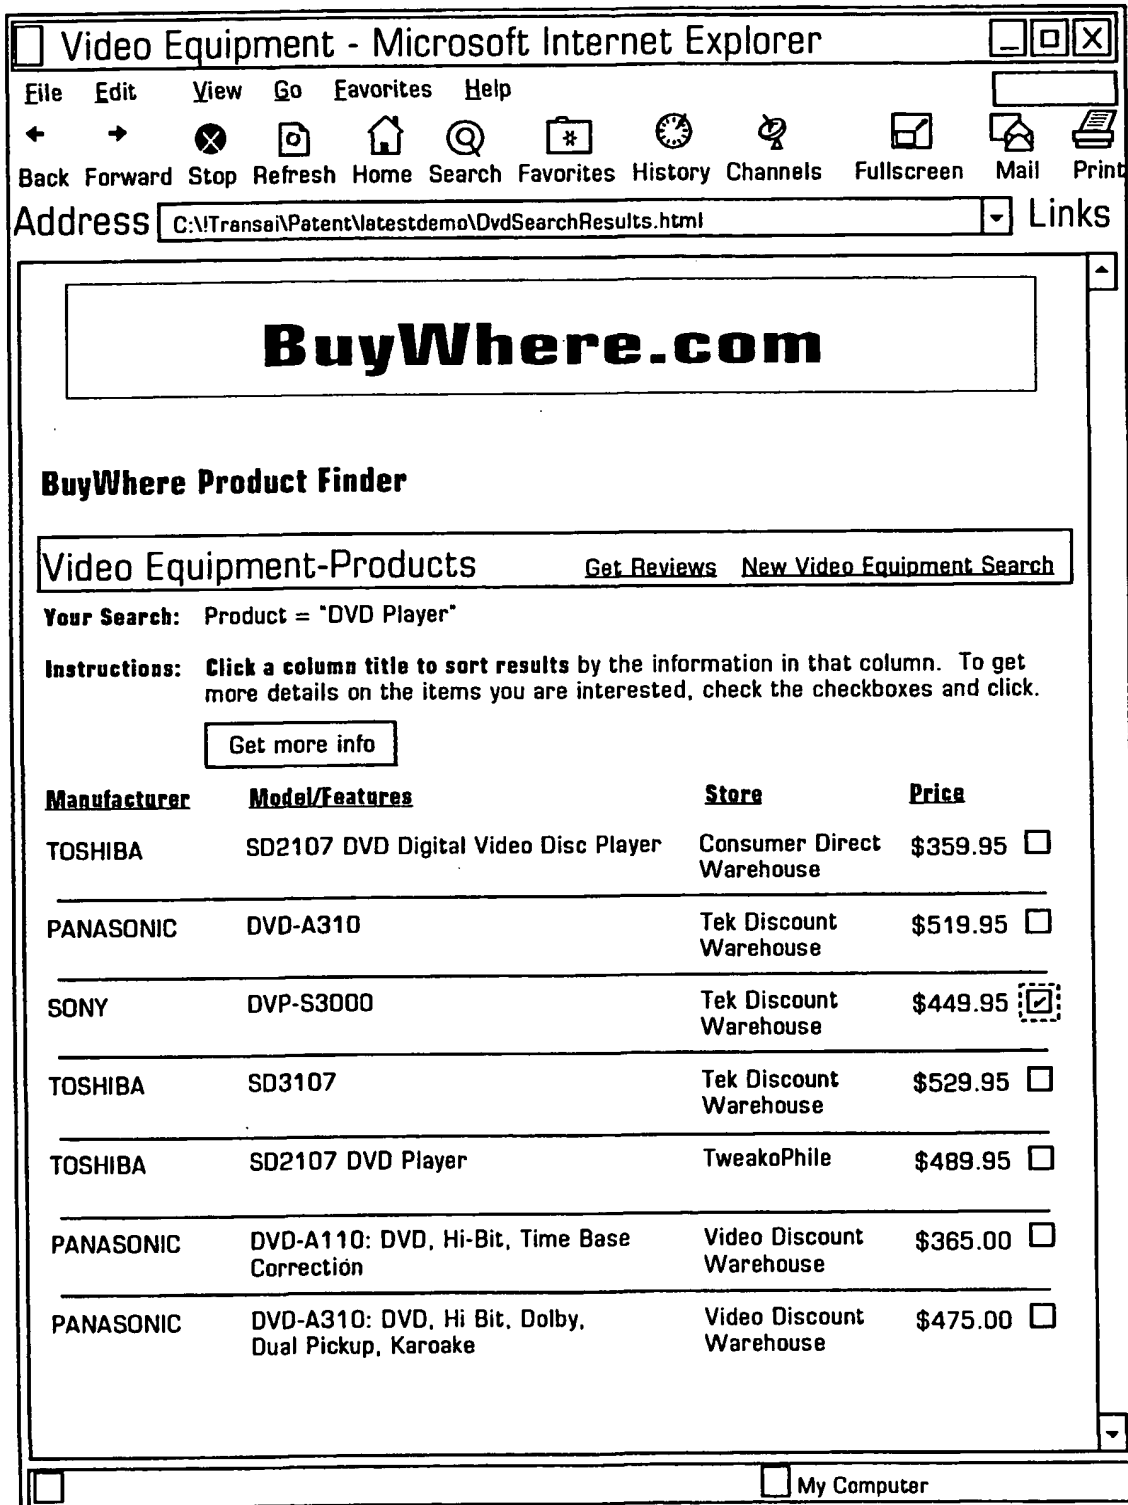 Video Equipment - Microsoft Internet Explorer
File Edit View Go Favorites Help
Back Forward Stop Refresh Home Search Favorites History Channels Fullscreen Mail Print
Address C:\!Transai\Patent\latestdemo\DvdSearchResults.html Links
BuyWhere.com
BuyWhere Product Finder
Video Equipment-Products Get Reviews New Video Equipment Search
Your Search: Product = "DVD Player"
Instructions: Click a column title to sort results by the information in that column. To get
more details on the items you are interested, check the checkboxes and click.
Get more info
Manufacturer Model/Features Store Price
TOSHIBA SD2107 DVD Digital Video Disc Player Consumer Direct $359.95
Warehouse
PANASONIC DVD-A310 Tek Discount $519.95
Warehouse
SONY DVP-S3000 Tek Discount $449.95
Warehouse
TOSHIBA SD3107 Tek Discount $529.95
Warehouse
TOSHIBA SD2107 DVD Player TweakoPhile $489.95
PANASONIC DVD-A110: DVD, Hi-Bit, Time Base Video Discount $365.00
Correction Warehouse
PANASONIC DVD-A310: DVD, Hi Bit, Dolby, Video Discount $475.00
Dual Pickup, Karoake Warehouse
My Computer